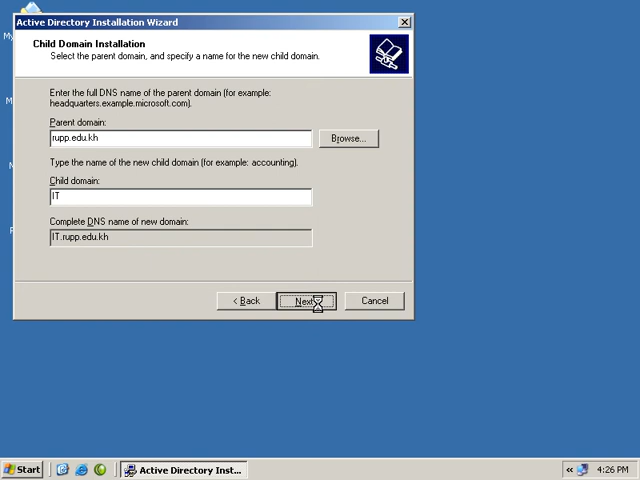 Active Directory Installation Wizard
Child Domain Installation
Select the parent domain, and specify a name for the new child domain.
Enter the full DNS name of the parent domain (for example:
headquarters.example.microsoft.com).
Parent domain:
rupp.edu.kh
Browse...
Type the name of the new child domain (for example: accounting).
Child domain:
IT
Complete DNS name of new domain:
IT.rupp.edu.kh
< Back
Next
Cancel
Start
Active Directory Inst...
«
4:26 PM